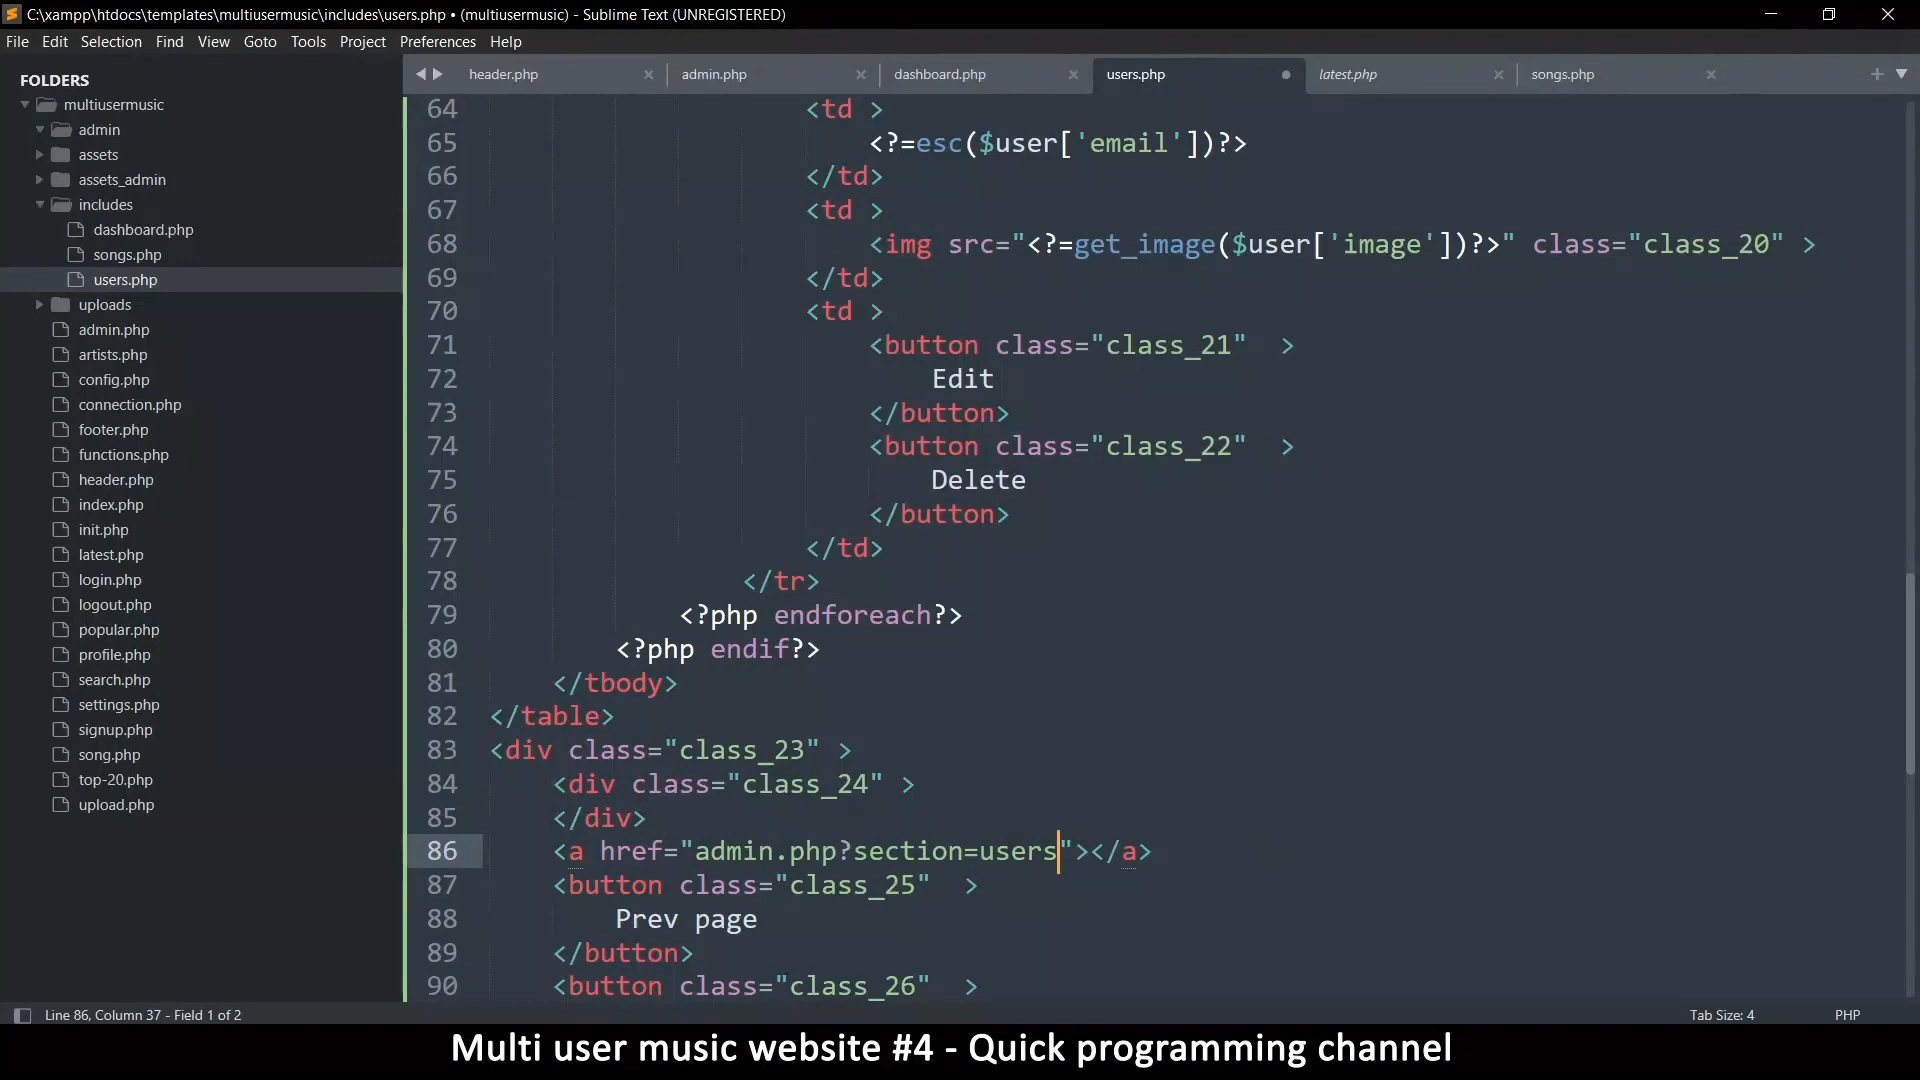 C:\xampp\htdocs\templates\multiusermusic\includes\users.php • (multiusermusic) - Sublime Text (UNREGISTERED)
File Edit Selection Find View Goto Tools Project Preferences Help
FOLDERS
multiusermusic
admin
assets
assets_admin
includes
dashboard.php
songs.php
users.php
uploads
admin.php
artists.php
config.php
connection.php
footer.php
functions.php
header.php
index.php
init.php
latest.php
login.php
logout.php
popular.php
profile.php
search.php
settings.php
signup.php
song.php
top-20.php
upload.php
header.php admin.php dashboard.php users.php latest.php songs.php
64 <td >
65 <?=esc($user['email'])?>
66 </td>
67 <td >
68 <img src="<?=get_image($user['image'])?>" class="class_20" >
69 </td>
70 <td >
71 <button class="class_21"  >
72 Edit
73 </button>
74 <button class="class_22"  >
75 Delete
76 </button>
77 </td>
78 </tr>
79 <?php endforeach?>
80 <?php endif?>
81 </tbody>
82 </table>
83 <div class="class_23" >
84 <div class="class_24" >
85 </div>
86 <a href="admin.php?section=users"></a>
87 <button class="class_25"  >
88 Prev page
89 </button>
90 <button class="class_26"  >
Line 86, Column 37 - Field 1 of 2 Tab Size: 4 PHP
Multi user music website #4 - Quick programming channel